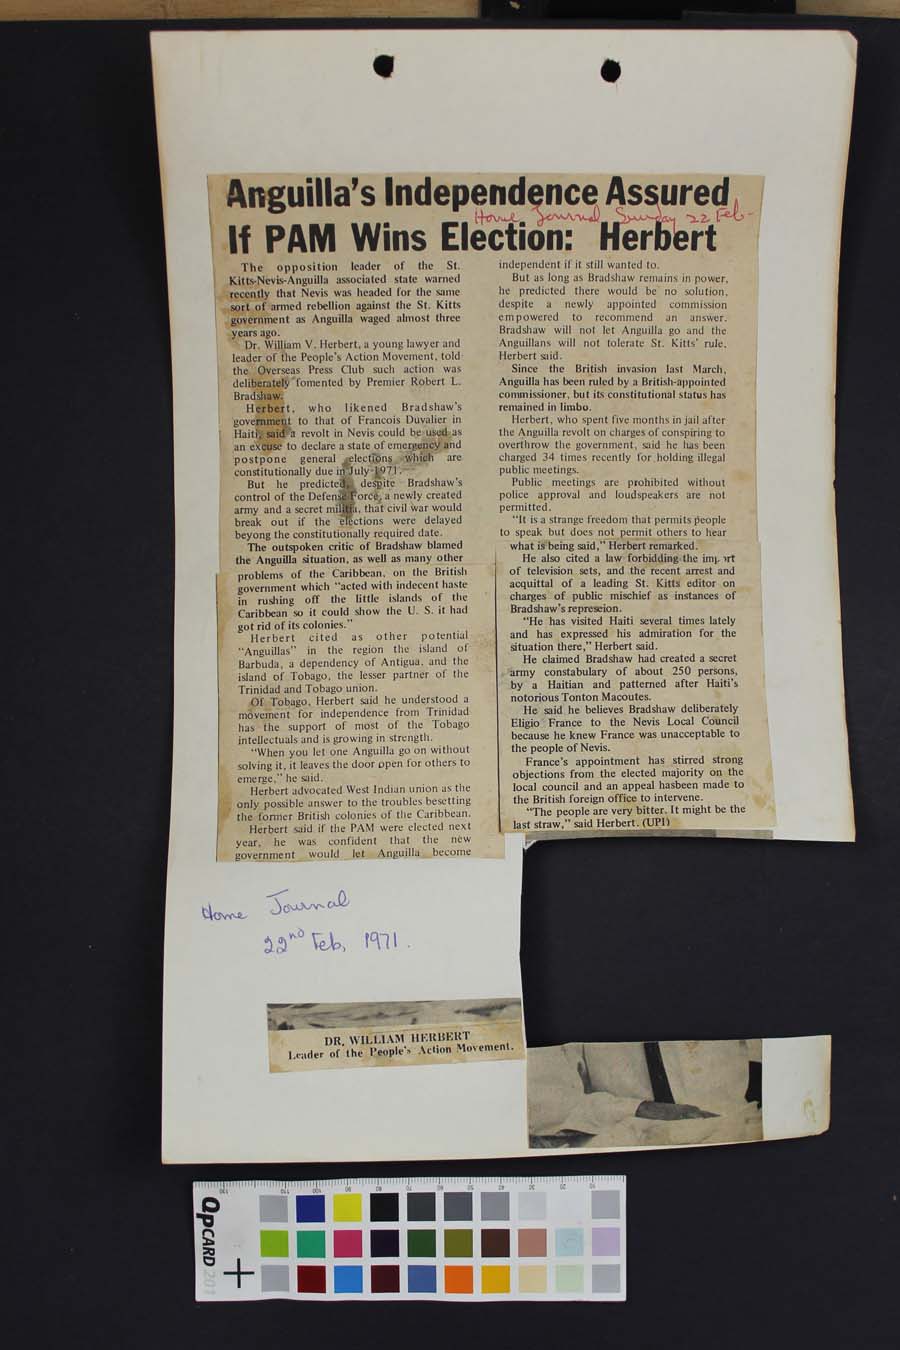 Anguilla's Independence Assured
Home Journal Sunday 22 Feb-
If PAM Wins Election: Herbert
The opposition leader of the St.
Kitts-Nevis-Anguilla associated state warned
recently that Nevis was headed for the same
sort of armed rebellion against the St. Kitts
government as Anguilla waged almost three
years ago.
Dr. William V. Herbert, a young lawyer and
leader of the People's Action Movement, told
the Overseas Press Club such action was
deliberately fomented by Premier Robert L.
Bradshaw.
Herbert, who likened Bradshaw's
government to that of Francois Duvalier in
Haiti, said a revolt in Nevis could be used as
an excuse to declare a state of emergency and
postpone general elections which are
constitutionally due in July 1971.
But he predicted, despite Bradshaw's
control of the Defense Force, a newly created
army and a secret militia, that civil war would
break out if the elections were delayed
beyong the constitutionally required date.
The outspoken critic of Bradshaw blamed
the Anguilla situation, as well as many other
problems of the Caribbean, on the British
government which "acted with indecent haste
in rushing off the little islands of the
Caribbean so it could show the U. S. it had
got rid of its colonies."
Herbert cited as other potential
"Anguillas" in the region the island of
Barbuda, a dependency of Antigua, and the
island of Tobago, the lesser partner of the
Trinidad and Tobago union.
Of Tobago, Herbert said he understood a
movement for independence from Trinidad
has the support of most of the Tobago
intellectuals and is growing in strength.
"When you let one Anguilla go on without
solving it, it leaves the door open for others to
emerge," he said.
Herbert advocated West Indian union as the
only possible answer to the troubles besetting
the former British colonies of the Caribbean.
Herbert said if the PAM were elected next
year, he was confident that the new
government would let Anguilla become
independent if it still wanted to.
But as long as Bradshaw remains in power,
he predicted there would be no solution,
despite a newly appointed commission
empowered to recommend an answer.
Bradshaw will not let Anguilla go and the
Anguillans will not tolerate St. Kitts' rule,
Herbert said.
Since the British invasion last March,
Anguilla has been ruled by a British-appointed
commissioner, but its constitutional status has
remained in limbo.
Herbert, who spent five months in jail after
the Anguilla revolt on charges of conspiring to
overthrow the government, said he has been
charged 34 times recently for holding illegal
public meetings.
Public meetings are prohibited without
police approval and loudspeakers are not
permitted.
"It is a strange freedom that permits people
to speak but does not permit others to hear
what is being said," Herbert remarked.
He also cited a law forbidding the import
of television sets, and the recent arrest and
acquittal of a leading St. Kitts editor on
charges of public mischief as instances of
Bradshaw's represeion.
"He has visited Haiti several times lately
and has expressed his admiration for the
situation there," Herbert said.
He claimed Bradshaw had created a secret
army constabulary of about 250 persons,
by a Haitian and patterned after Haiti's
notorious Tonton Macoutes.
He said he believes Bradshaw deliberately
Eligio France to the Nevis Local Council
because he knew France was unacceptable to
the people of Nevis.
France's appointment has stirred strong
objections from the elected majority on the
local council and an appeal hasbeen made to
the British foreign office to intervene.
"The people are very bitter. It might be the
last straw," said Herbert. (UPI)
Home Journal
22nd Feb, 1971.
DR. WILLIAM HERBERT
Leader of the People's Action Movement.
130 110 100 90 80 70 60 50 40 30 20 10
QPCARD 201